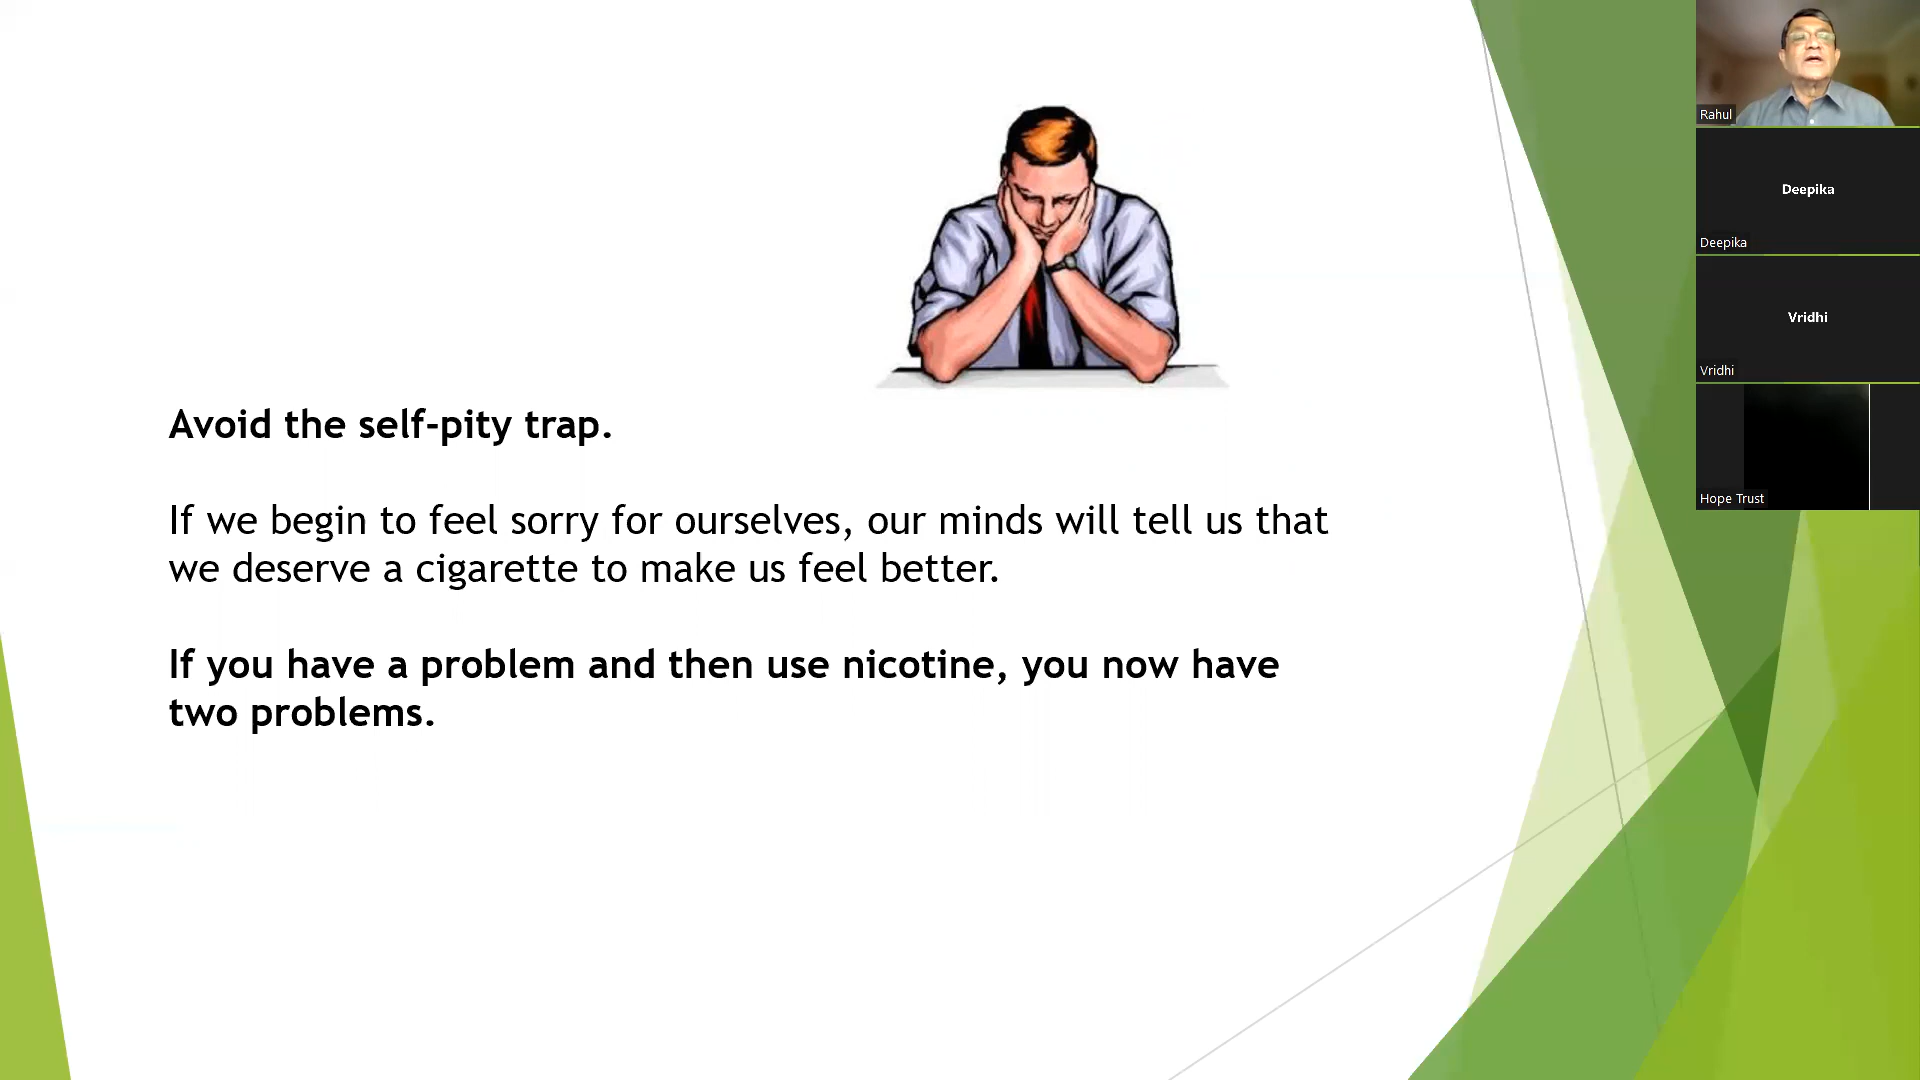 Avoid the self-pity trap.
If we begin to feel sorry for ourselves, our minds will tell us that
we deserve a cigarette to make us feel better.
If you have a problem and then use nicotine, you now have
two problems.
Rahul
Deepika
Deepika
Vridhi
Vridhi
Hope Trust